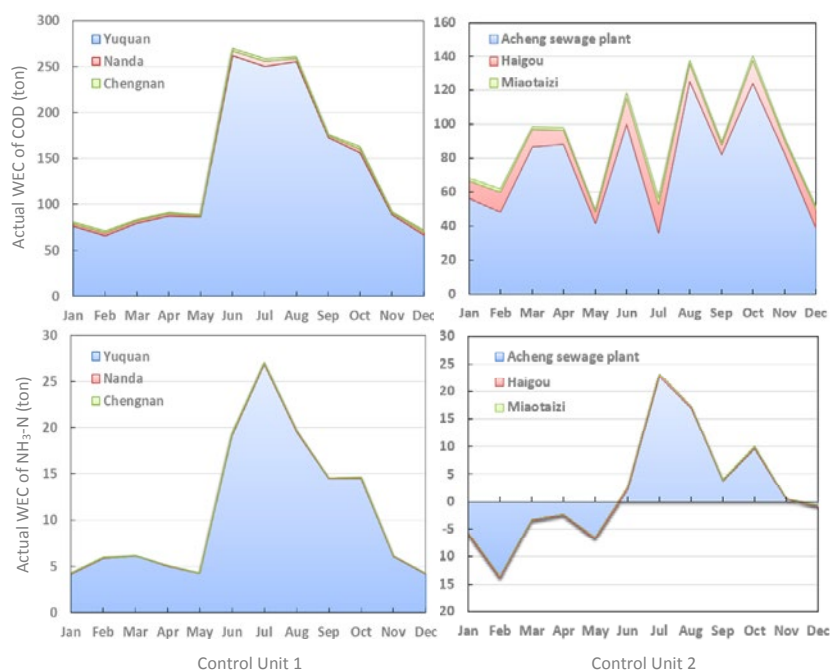 Actual WEC of COD (ton)
300
250
200
150
100
50
0
Yuquan
Nanda
Chengnan
Jan Feb Mar Apr May Jun Jul Aug Sep Oct Nov Dec
160
140
120
100
80
60
40
20
0
Acheng sewage plant
Haigou
Miaotaizi
Jan Feb Mar Apr May Jun Jul Aug Sep Oct Nov Dec
Actual WEC of NH₃-N (ton)
30
25
20
15
10
5
0
Yuquan
Nanda
Chengnan
Jan Feb Mar Apr May Jun Jul Aug Sep Oct Nov Dec
30
25
20
15
10
5
0
-5
10
15
20
Acheng sewage plant
Haigou
Miaotaizi
Jan Feb Mar Apr May Jun Jul Aug Sep Oct Nov Dec
Control Unit 1
Control Unit 2